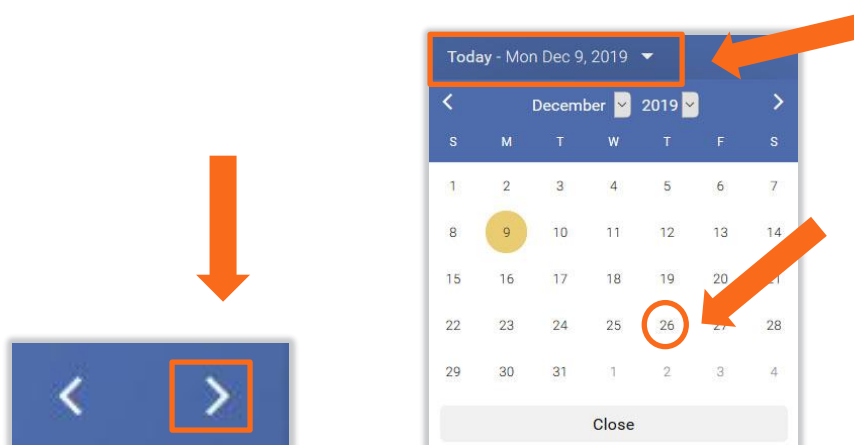 Today - Mon Dec 9, 2019
December 2019
S M T W T F S
1 2 3 4 5 6 7
8 9 10 11 12 13 14
15 16 17 18 19 20 21
22 23 24 25 26 27 28
29 30 31 1 2 3 4
Close